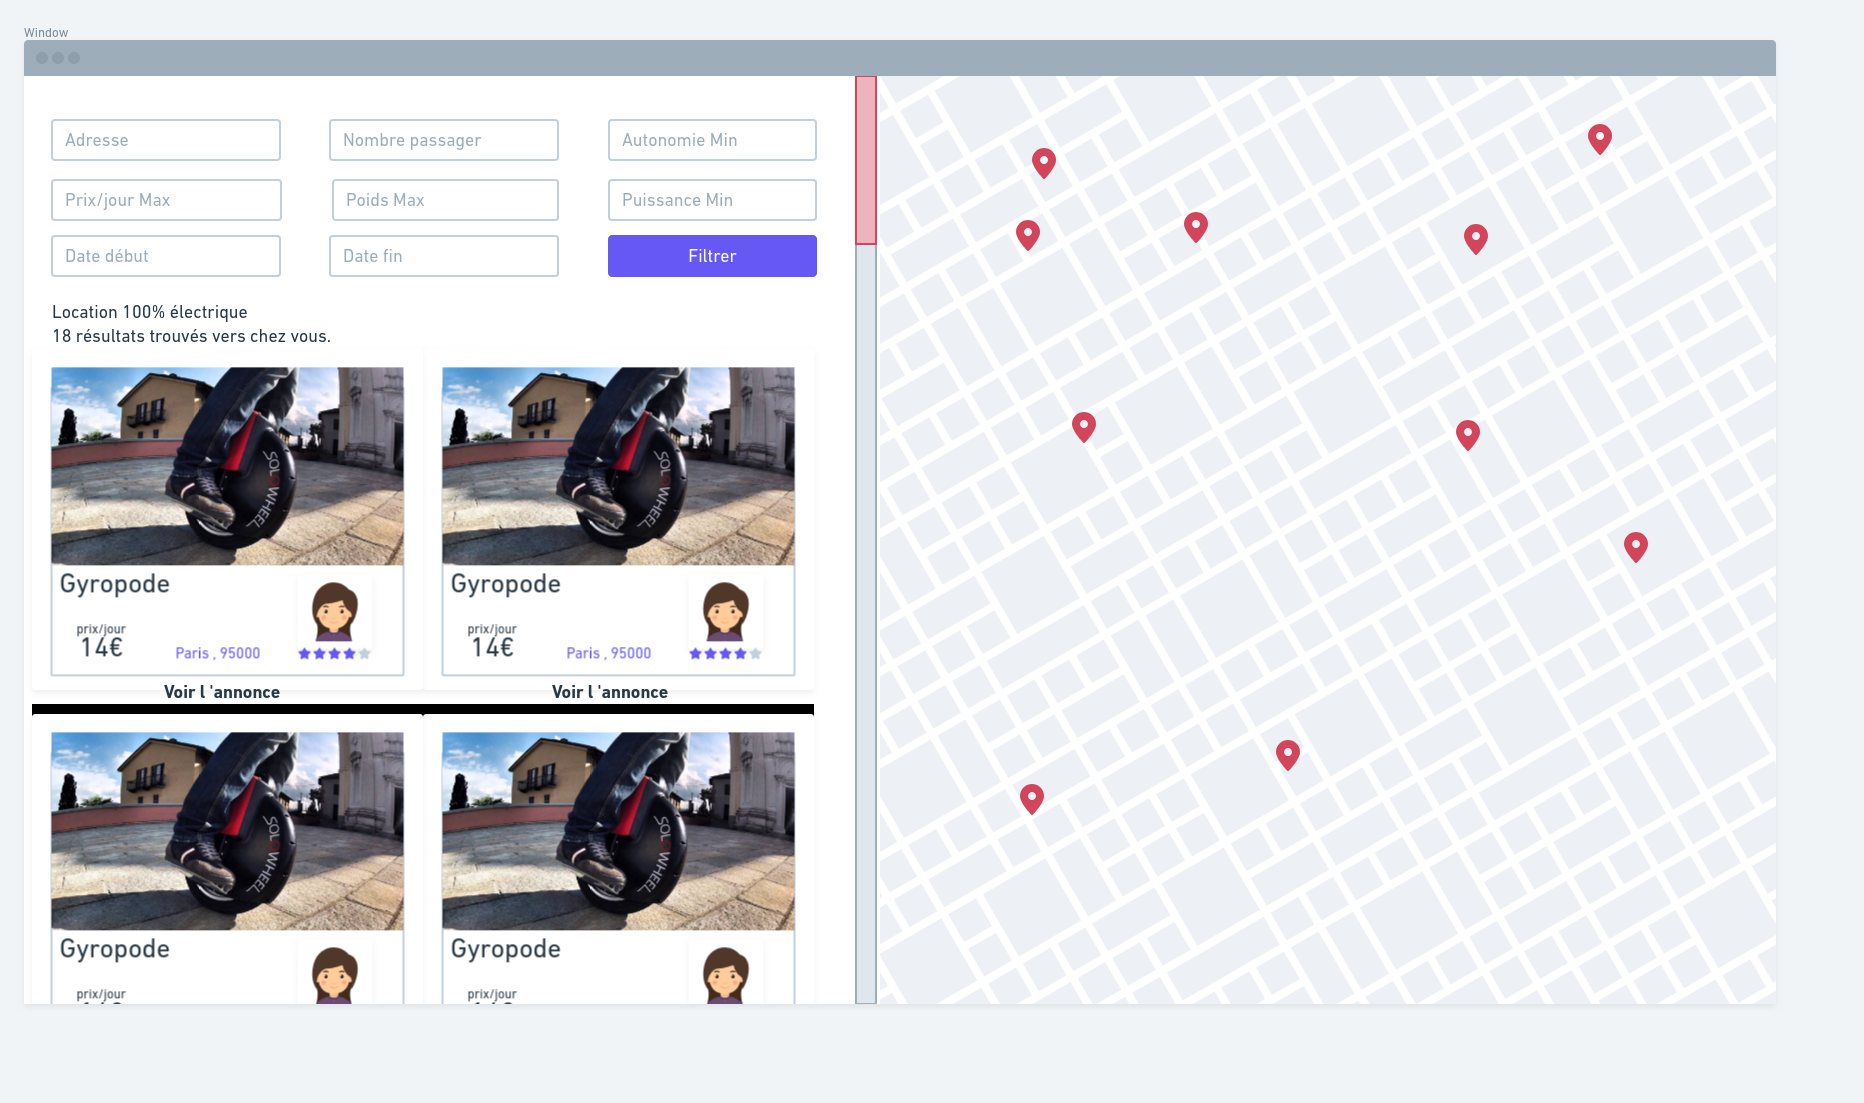 Window
Adresse
Nombre passager
Autonomie Min
Prix/jour Max
Poids Max
Puissance Min
Date début
Date fin
Filtrer
Location 100% électrique
18 résultats trouvés vers chez vous.
SOLOWHEEL
SOLOWHEEL
Gyropode
Gyropode
prix/jour
14€
Paris , 95000
prix/jour
14€
Paris , 95000
Voir l 'annonce
Voir l 'annonce
SOLOWHEEL
SOLOWHEEL
Gyropode
Gyropode
prix/jour
prix/jour